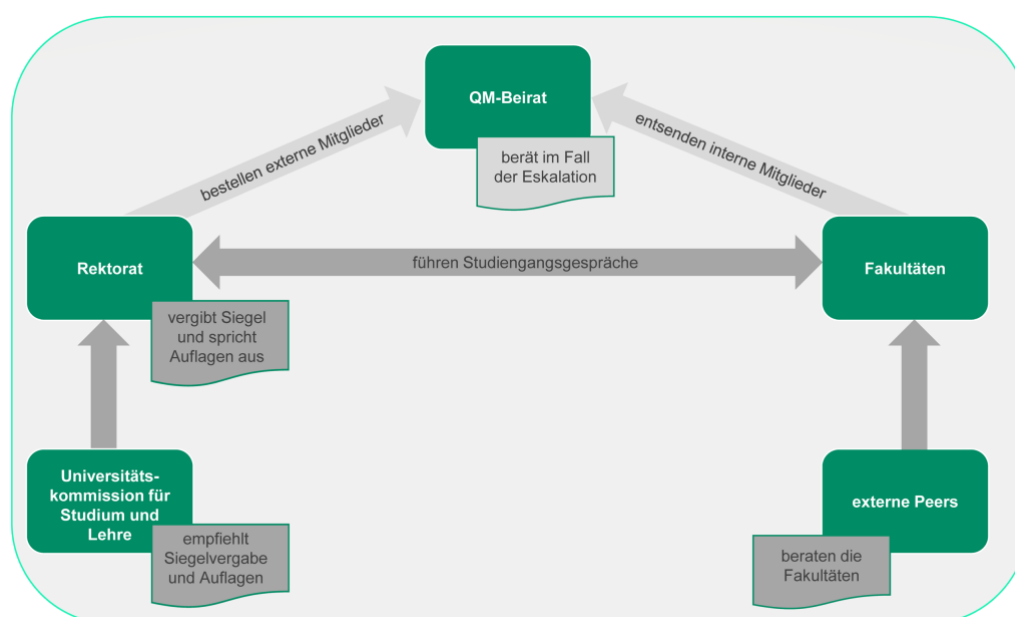 QM-Beirat
berät im Fall
der Eskalation
bestellen externe Mitglieder
entsenden interne Mitglieder
Rektorat
führen Studiengangsgespräche
Fakultäten
vergibt Siegel
und spricht
Auflagen aus
Universitäts-
kommission für
Studium und
Lehre
empfiehlt
Siegelvergabe
und Auflagen
externe Peers
beraten die
Fakultäten